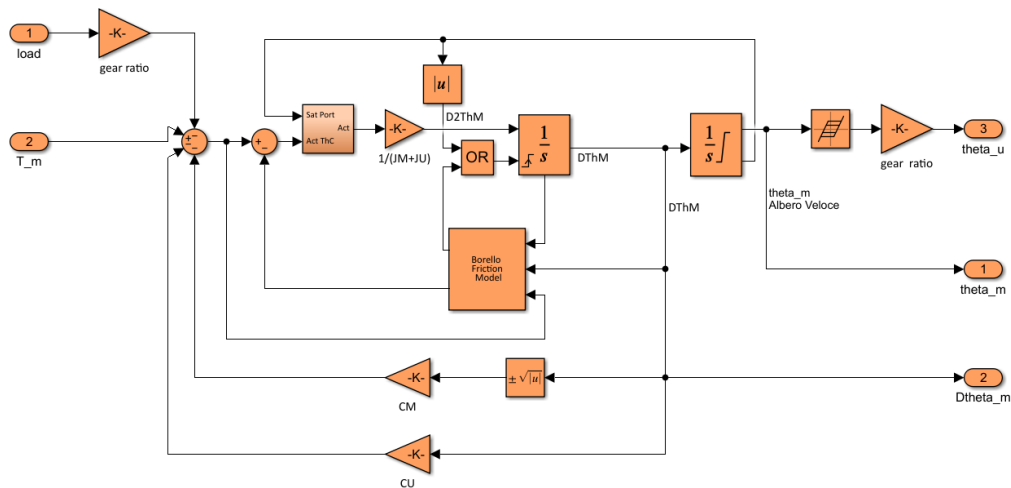 1
load
-K-
gear ratio
2
T_m
Sat Port
Act
Act ThC
-K-
1/(JM+JU)
|u|
D2ThM
OR
1
s
DThM
1
s
DThM
theta_m
Albero Veloce
-K-
gear ratio
3
theta_u
1
theta_m
Borello
Friction
Model
-K-
CM
± √|u|
2
Dtheta_m
-K-
CU